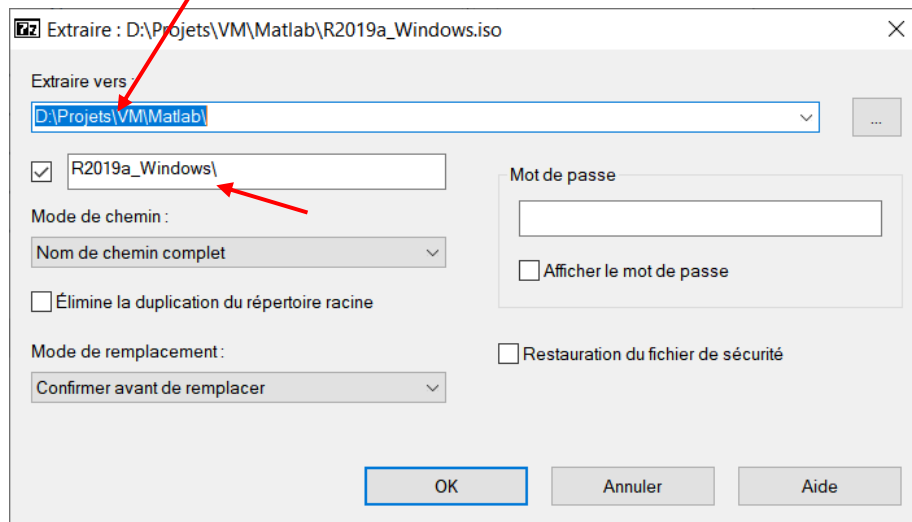 7z Extraire : D:\Projets\VM\Matlab\R2019a_Windows.iso
Extraire vers :
D:\Projets\VM\Matlab\
...
R2019a_Windows\
Mot de passe
Mode de chemin :
Nom de chemin complet
Afficher le mot de passe
Élimine la duplication du répertoire racine
Mode de remplacement :
Restauration du fichier de sécurité
Confirmer avant de remplacer
OK
Annuler
Aide